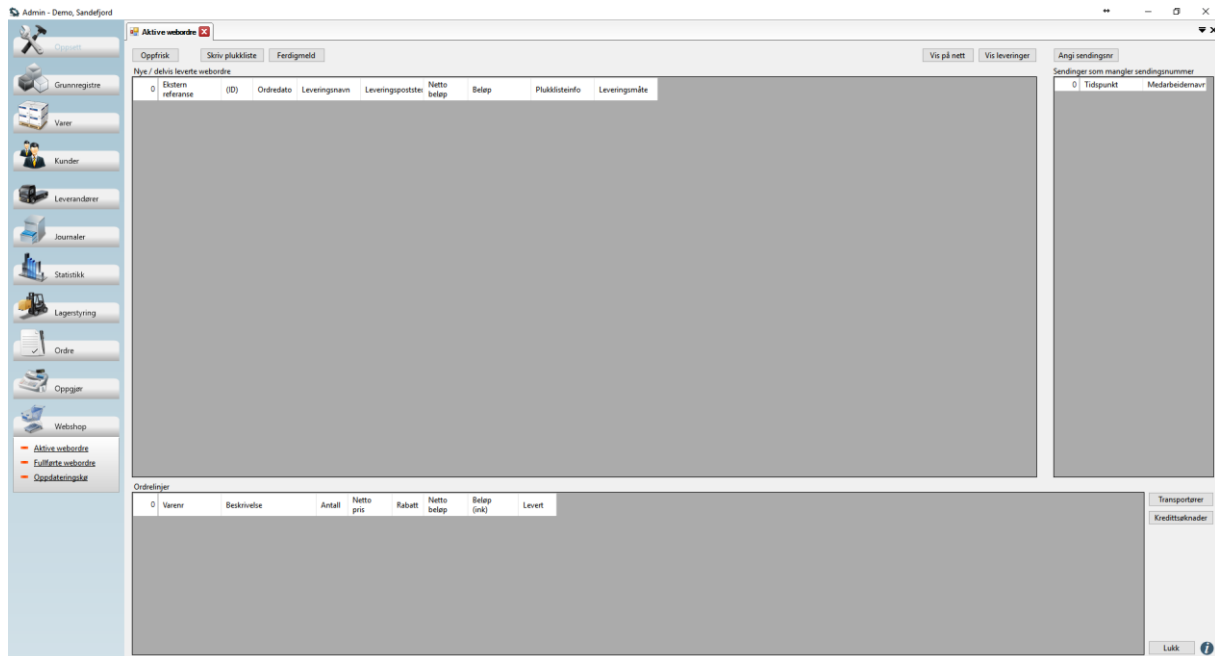 Admin - Demo, Sandefjord
Oppsett
Grunnregistre
Varer
Kunder
Leverandører
Journaler
Statistikk
Lagerstyring
Ordre
Oppgjør
Webshop
Aktive webordre
Fullførte webordre
Oppdateringskø
Aktive webordre
Oppfrisk Skriv plukkliste Ferdigmeld Vis på nett Vis leveringer Angi sendingsnr
Nye / delvis leverte webordre
0 Ekstern referanse (ID) Ordredato Leveringsnavn Leveringspoststed Netto beløp Beløp Plukklisteinfo Leveringsmåte
Sendinger som mangler sendingsnummer
0 Tidspunkt Medarbeidernavr
Ordrelinjer
0 Varenr Beskrivelse Antall Netto pris Rabatt Netto beløp Beløp (ink) Levert
Transportører
Kredittsøknader
Lukk